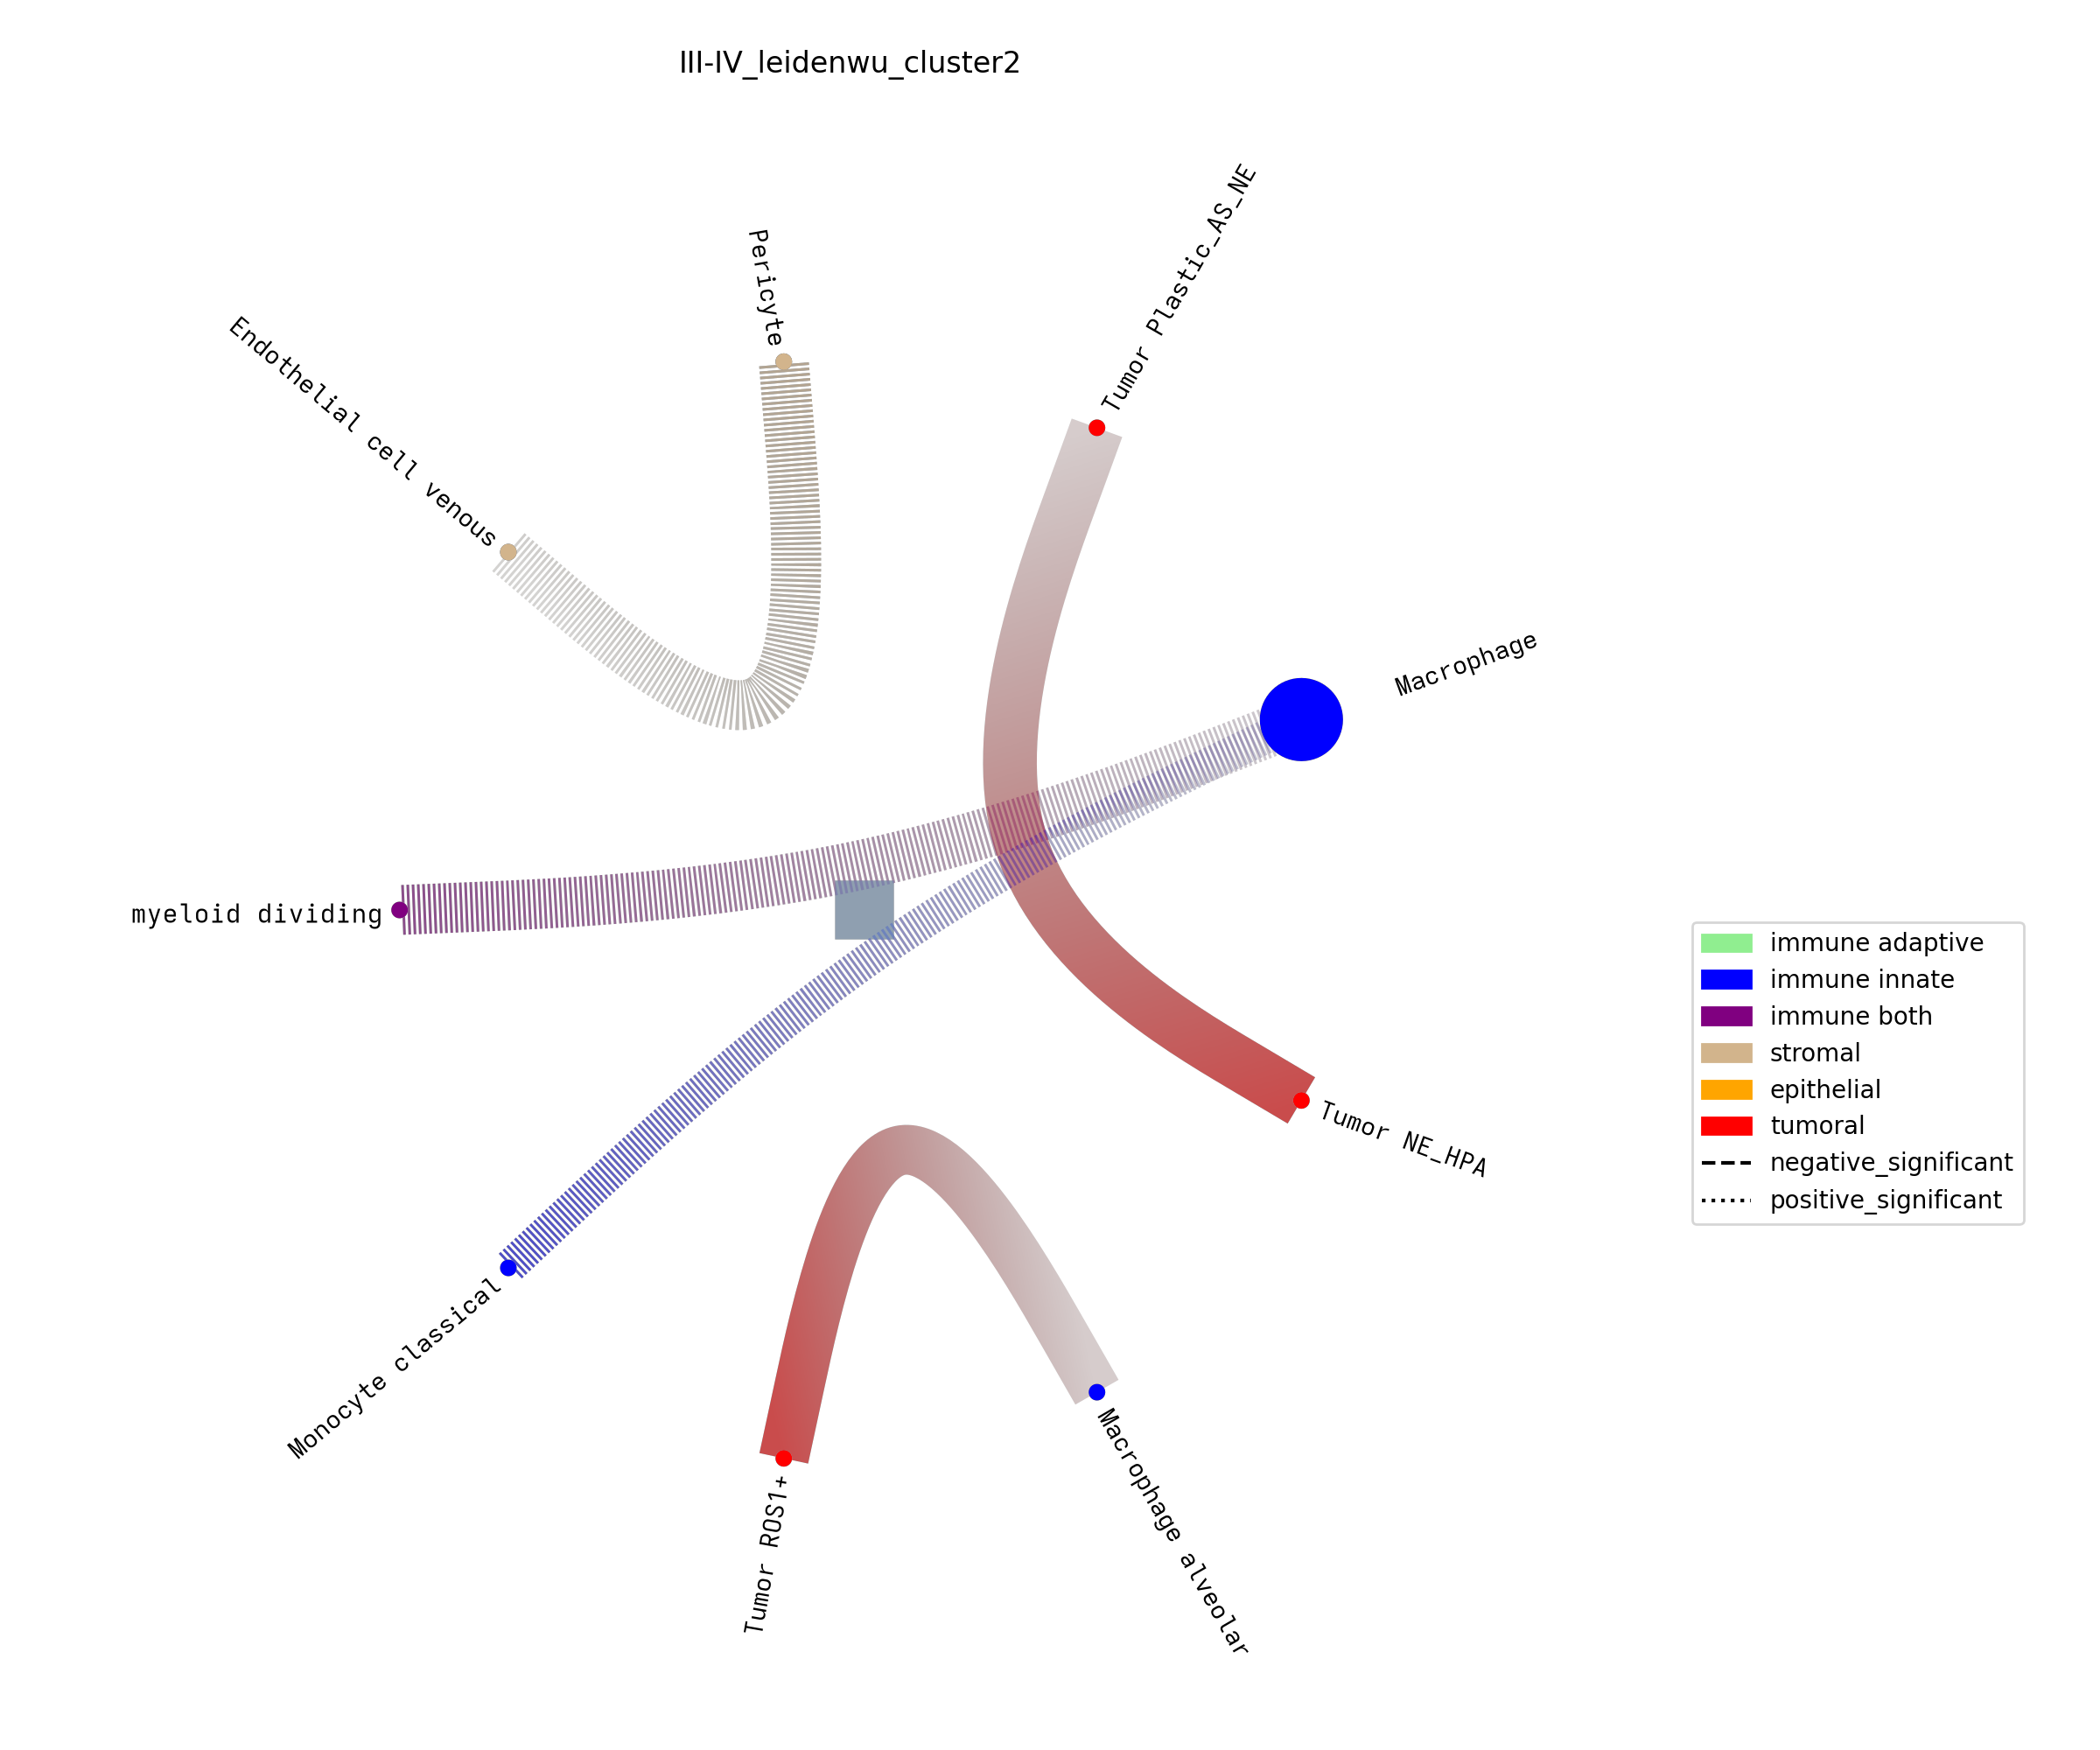 III-IV_leidenwu_cluster2
Tumor Plastic_AS_NE
Pericyte
Endothelial cell venous
Macrophage
myeloid dividing
Tumor NE_HPA
Monocyte classical
Tumor ROS1+
Macrophage alveolar
immune adaptive
immune innate
immune both
stromal
epithelial
tumoral
negative_significant
positive_significant